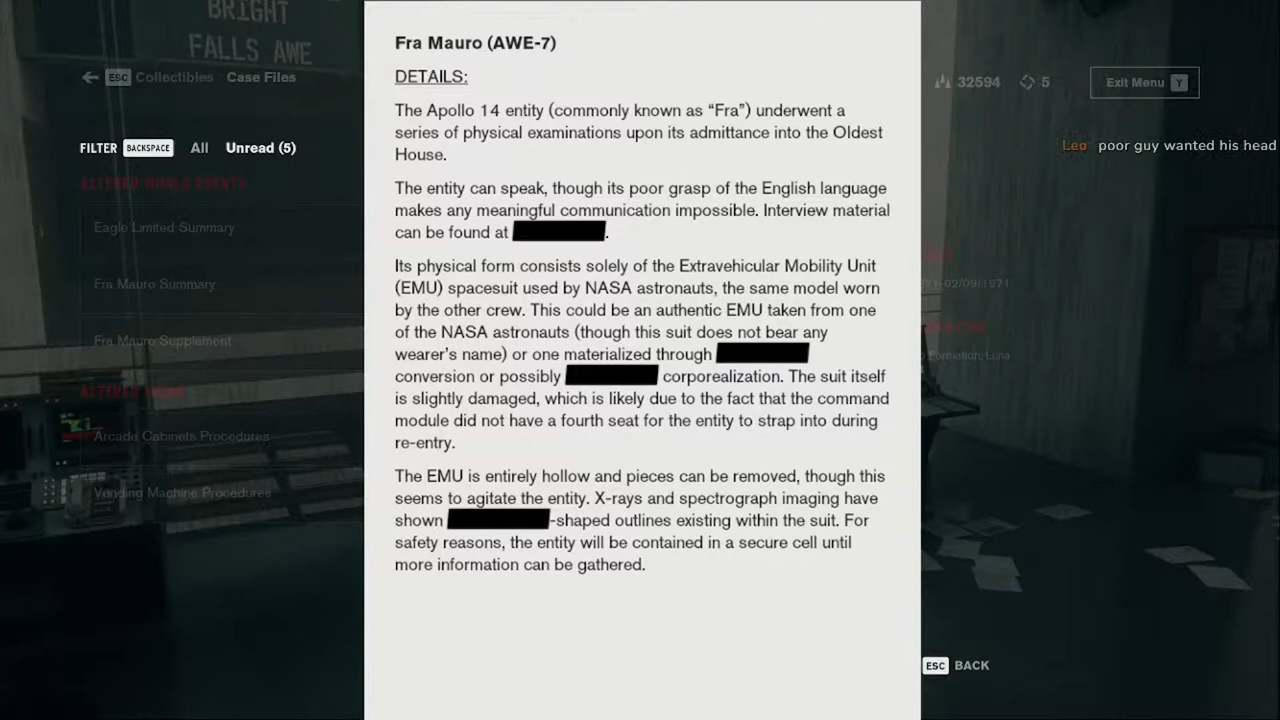 BRIGHT
FALLS AWE
ESC Collectibles Case Files
32594 5 Exit Menu Y
FILTER BACKSPACE All Unread (5)
ALTERED WORLD EVENTS
Eagle Limited Summary
Fra Mauro Summary
Fra Mauro Supplement
ALTERED ITEMS
Arcade Cabinets Procedures
Vending Machine Procedures
Fra Mauro (AWE-7)
DETAILS:
The Apollo 14 entity (commonly known as “Fra”) underwent a
series of physical examinations upon its admittance into the Oldest
House.
The entity can speak, though its poor grasp of the English language
makes any meaningful communication impossible. Interview material
can be found at .
Its physical form consists solely of the Extravehicular Mobility Unit
(EMU) spacesuit used by NASA astronauts, the same model worn
by the other crew. This could be an authentic EMU taken from one
of the NASA astronauts (though this suit does not bear any
wearer’s name) or one materialized through
conversion or possibly corporealization. The suit itself
is slightly damaged, which is likely due to the fact that the command
module did not have a fourth seat for the entity to strap into during
re-entry.
The EMU is entirely hollow and pieces can be removed, though this
seems to agitate the entity. X-rays and spectrograph imaging have
shown -shaped outlines existing within the suit. For
safety reasons, the entity will be contained in a secure cell until
more information can be gathered.
Leo poor guy wanted his head
71-02/09/1971
Formation, Luna
ESC BACK